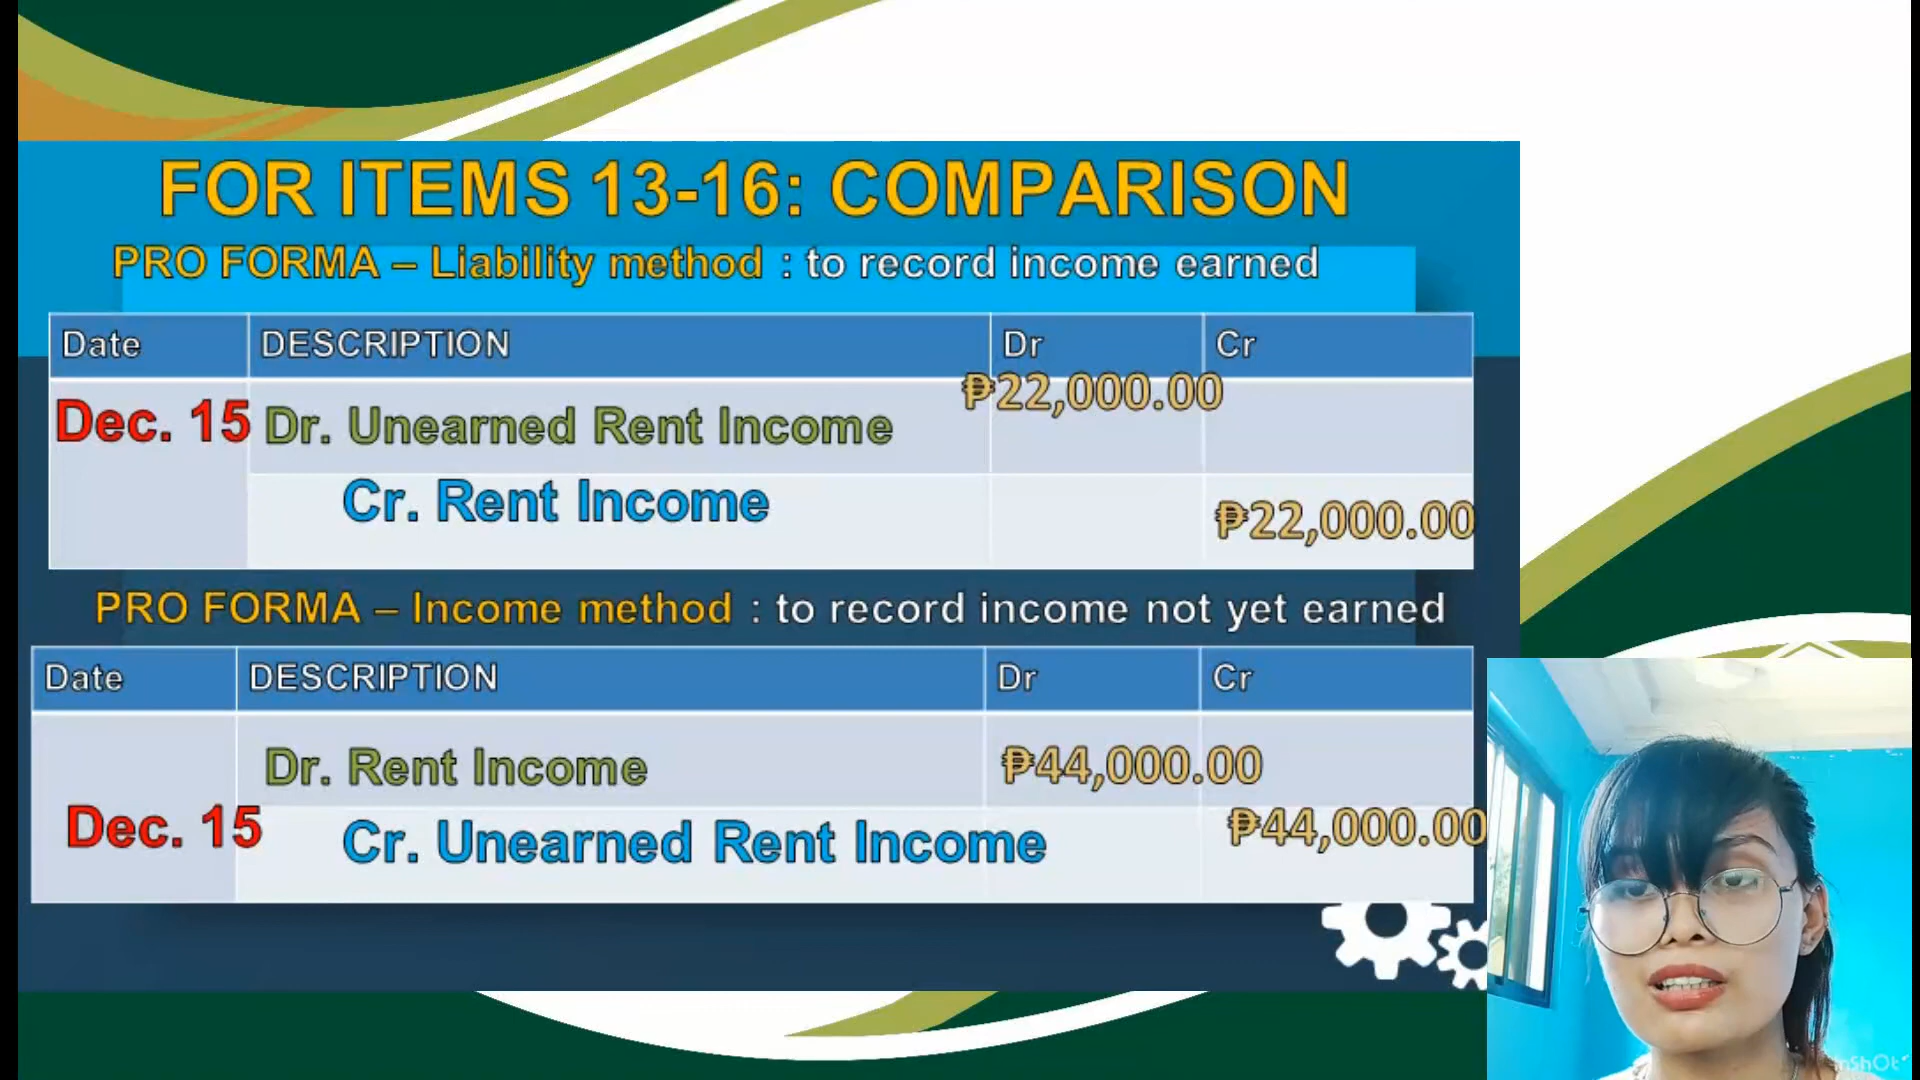 FOR ITEMS 13-16: COMPARISON
PRO FORMA – Liability method : to record income earned
Date DESCRIPTION Dr Cr
Dec. 15 Dr. Unearned Rent Income ₱22,000.00
Cr. Rent Income ₱22,000.00
PRO FORMA – Income method : to record income not yet earned
Date DESCRIPTION Dr Cr
Dr. Rent Income ₱44,000.00
Dec. 15 Cr. Unearned Rent Income ₱44,000.00